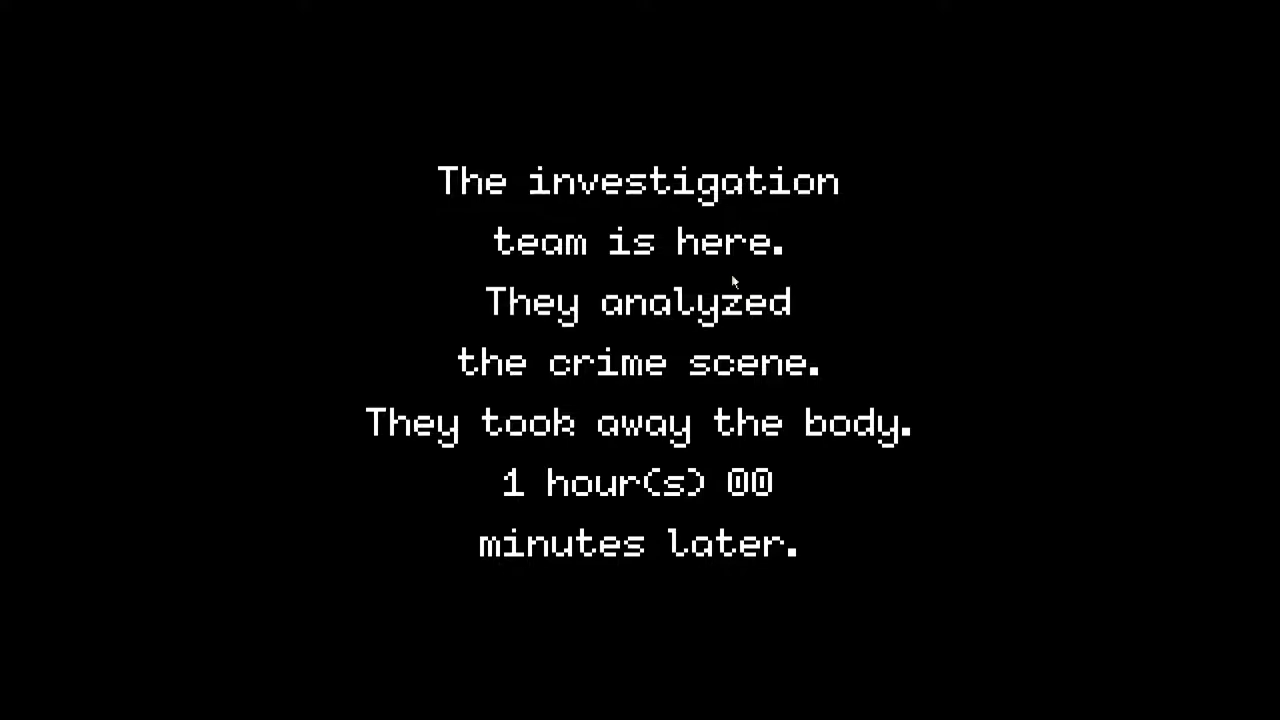 The investigation
team is here.
They analyzed
the crime scene.
They took away the body.
1 hour(s) 00
minutes later.